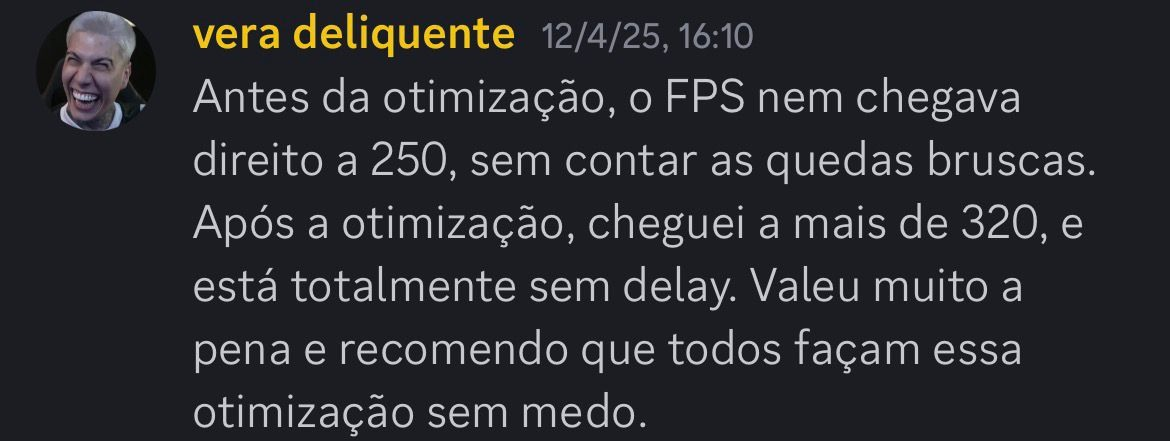 vera deliquente 12/4/25, 16:10
Antes da otimização, o FPS nem chegava
direito a 250, sem contar as quedas bruscas.
Após a otimização, cheguei a mais de 320, e
está totalmente sem delay. Valeu muito a
pena e recomendo que todos façam essa
otimização sem medo.